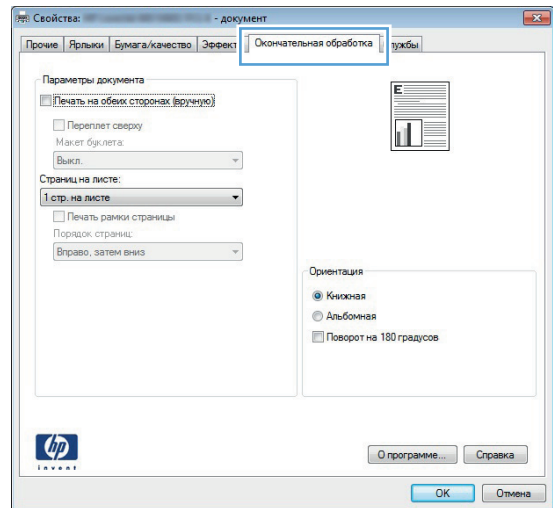 Свойства: - документ
Прочие Ярлыки Бумага/качество Эффект Окончательная обработка ужбы
Параметры документа
Печать на обеих сторонах (вручную)
Переплет сверху
Макет буклета:
Выкл.
Страниц на листе:
1 стр. на листе
Печать рамки страницы
Порядок страниц:
Вправо, затем вниз
E
Ориентация
Книжная
Альбомная
Поворот на 180 градусов
hp
invent
О программе... Справка
OK Отмена